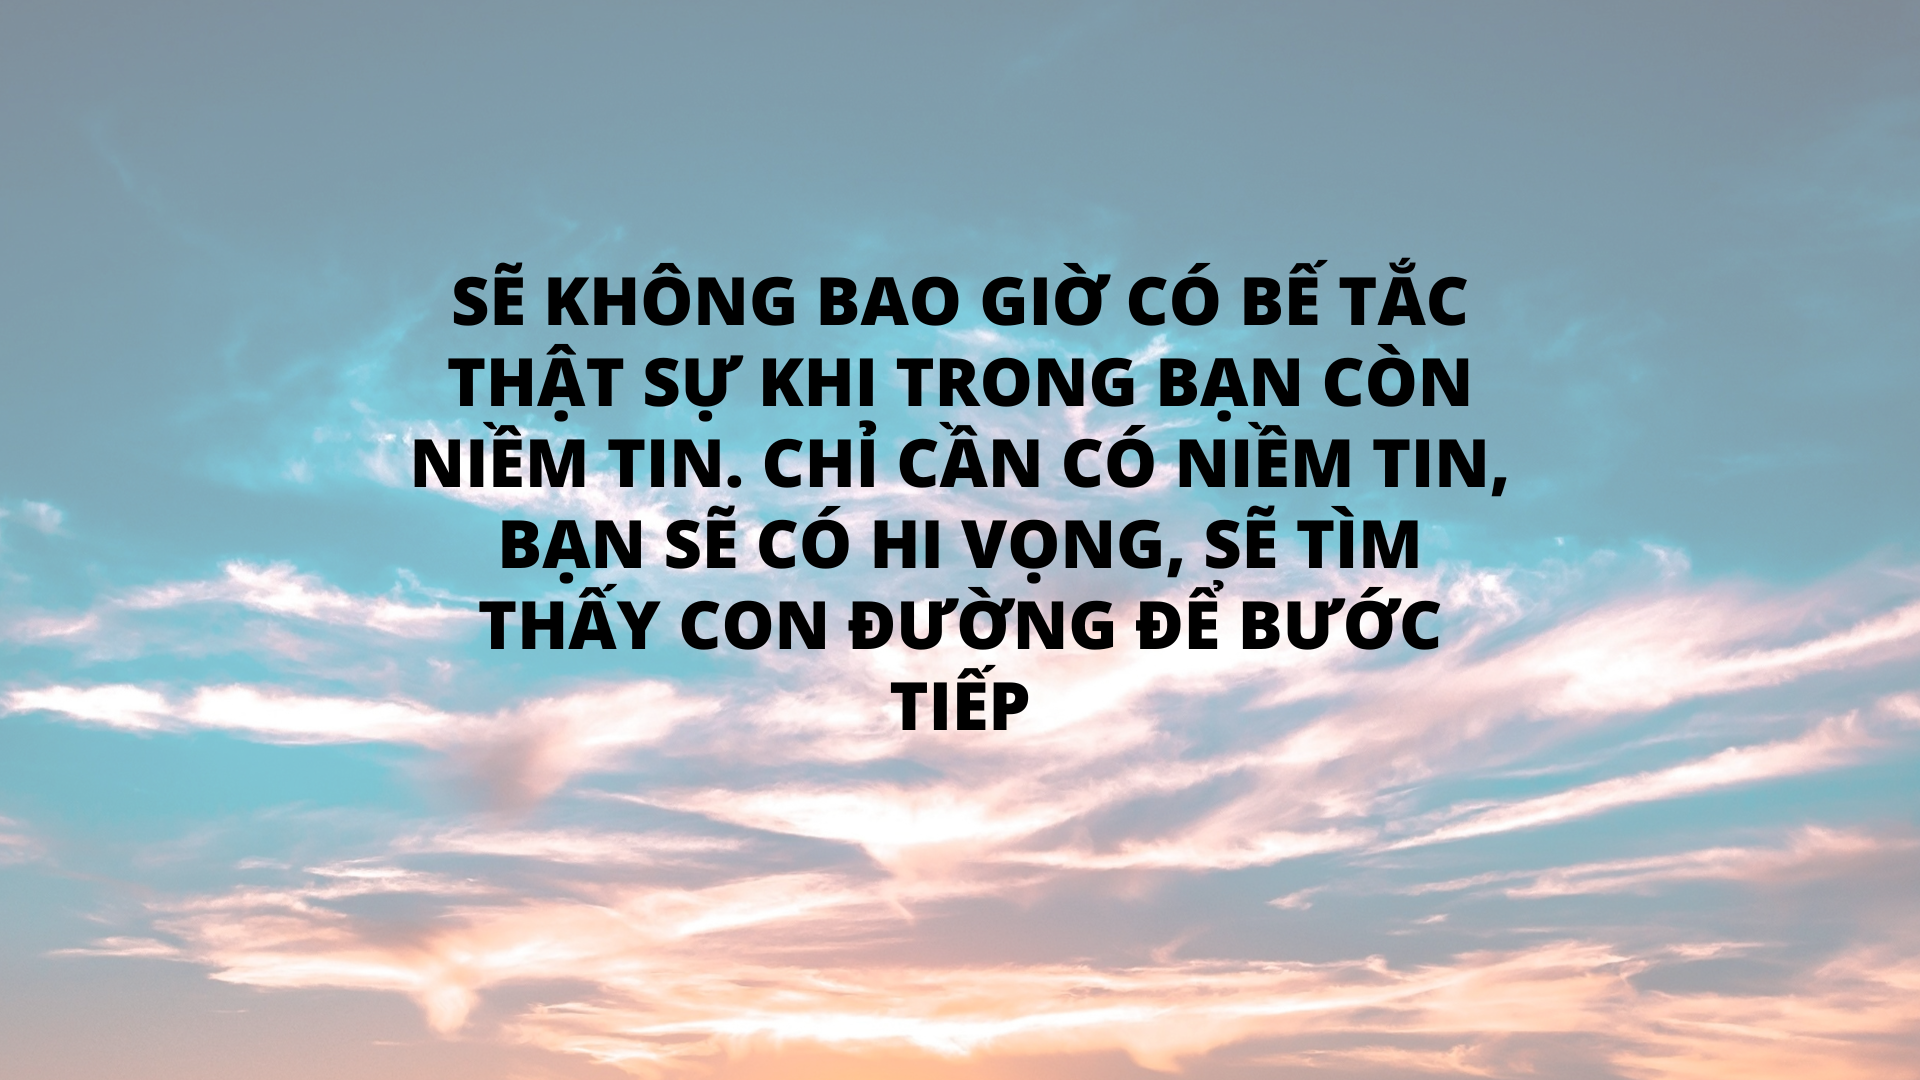 SẼ KHÔNG BAO GIỜ CÓ BẾ TẮC
THẬT SỰ KHI TRONG BẠN CÒN
NIỀM TIN. CHỈ CẦN CÓ NIỀM TIN,
BẠN SẼ CÓ HI VỌNG, SẼ TÌM
THẤY CON ĐƯỜNG ĐỂ BƯỚC
TIẾP